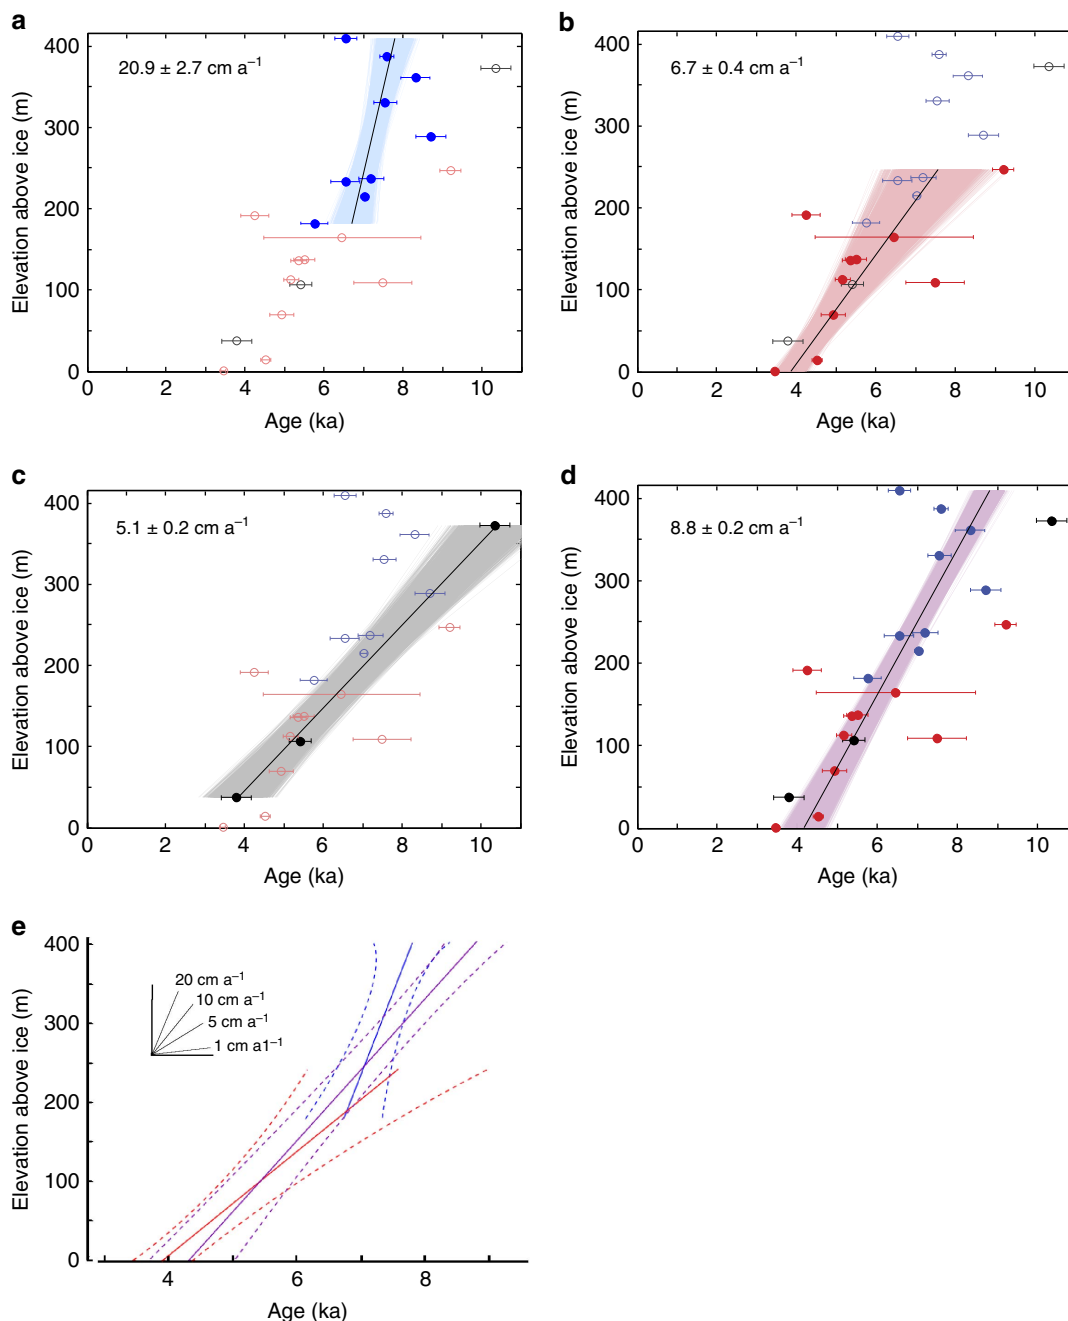 a
20.9 ± 2.7 cm a⁻¹
Elevation above ice (m)
400
300
200
100
0
0 2 4 6 8 10
Age (ka)
b
6.7 ± 0.4 cm a⁻¹
Elevation above ice (m)
400
300
200
100
0
0 2 4 6 8 10
Age (ka)
c
5.1 ± 0.2 cm a⁻¹
Elevation above ice (m)
400
300
200
100
0
0 2 4 6 8 10
Age (ka)
d
8.8 ± 0.2 cm a⁻¹
Elevation above ice (m)
400
300
200
100
0
0 2 4 6 8 10
Age (ka)
e
20 cm a⁻¹
10 cm a⁻¹
5 cm a⁻¹
1 cm a1⁻¹
Elevation above ice (m)
400
300
200
100
0
4 6 8
Age (ka)